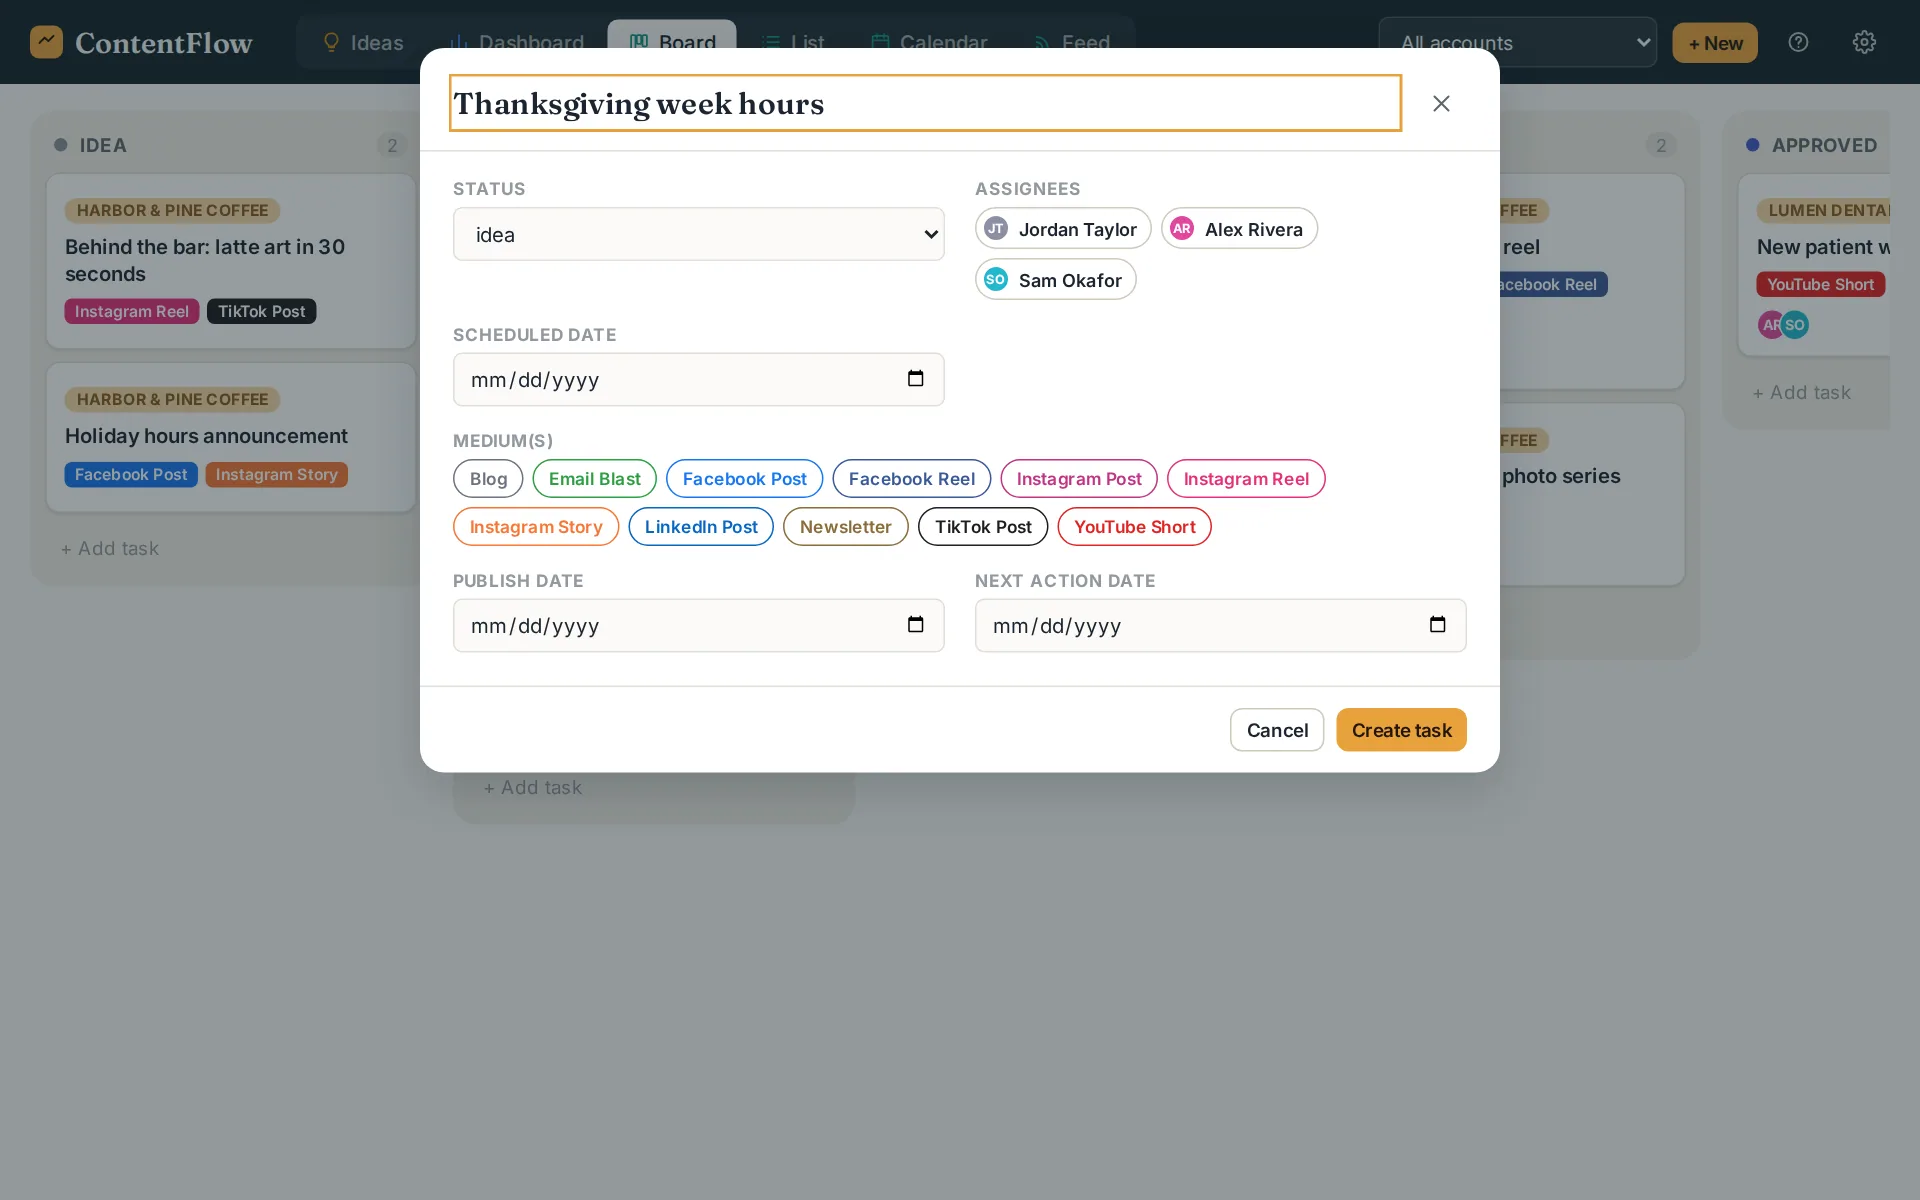 ContentFlow
Ideas
Dashboard
Board
List
Calendar
Feed
All accounts
+ New
Thanksgiving week hours
IDEA
2
HARBOR & PINE COFFEE
Behind the bar: latte art in 30
seconds
Instagram Reel
TikTok Post
HARBOR & PINE COFFEE
Holiday hours announcement
Facebook Post
Instagram Story
+ Add task
STATUS
idea
ASSIGNEES
JT Jordan Taylor
AR Alex Rivera
SO Sam Okafor
SCHEDULED DATE
mm/dd/yyyy
MEDIUM(S)
Blog
Email Blast
Facebook Post
Facebook Reel
Instagram Post
Instagram Reel
Instagram Story
LinkedIn Post
Newsletter
TikTok Post
YouTube Short
PUBLISH DATE
mm/dd/yyyy
NEXT ACTION DATE
mm/dd/yyyy
Cancel
Create task
+ Add task
2
reel
Reel
photo series
APPROVED
LUMEN
New patient
YouTube Short
AR SO
+ Add task